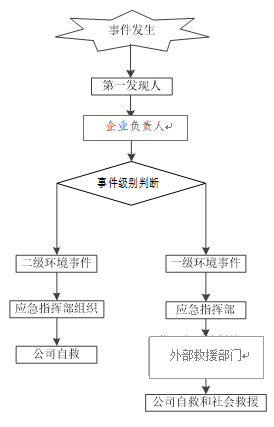 事件发生
第一发现人
企业负责人↵
事件级别判断
二级环境事件
一级环境事件
应急指挥部组织
应急指挥部
公司自救
外部救援部门↵
公司自救和社会救援